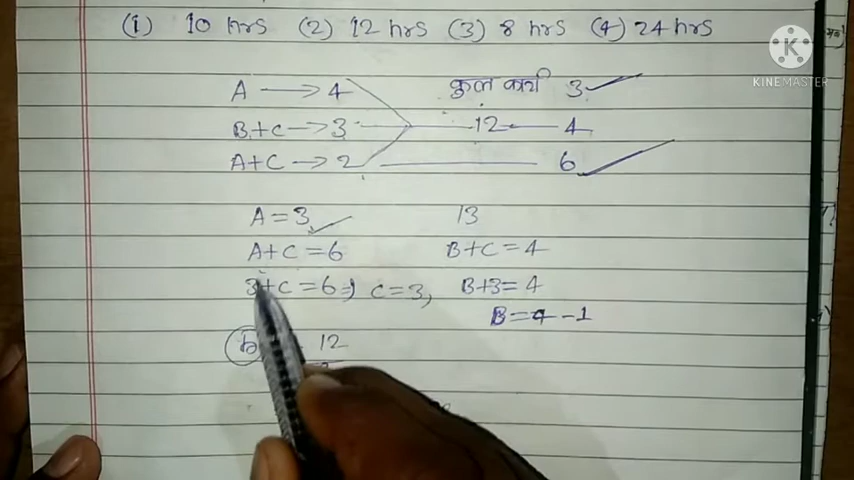 (1) 10 hrs (2) 12 hrs (3) 8 hrs (4) 24 hrs
KINEMASTER
A → 4 कुल कार्य 3
B+C → 3 12 4
A+C → 2 6
A = 3 13
A+C = 6 B+C = 4
3+C = 6 ⇒ C = 3, B+3 = 4
B = 4 - 1
b 12